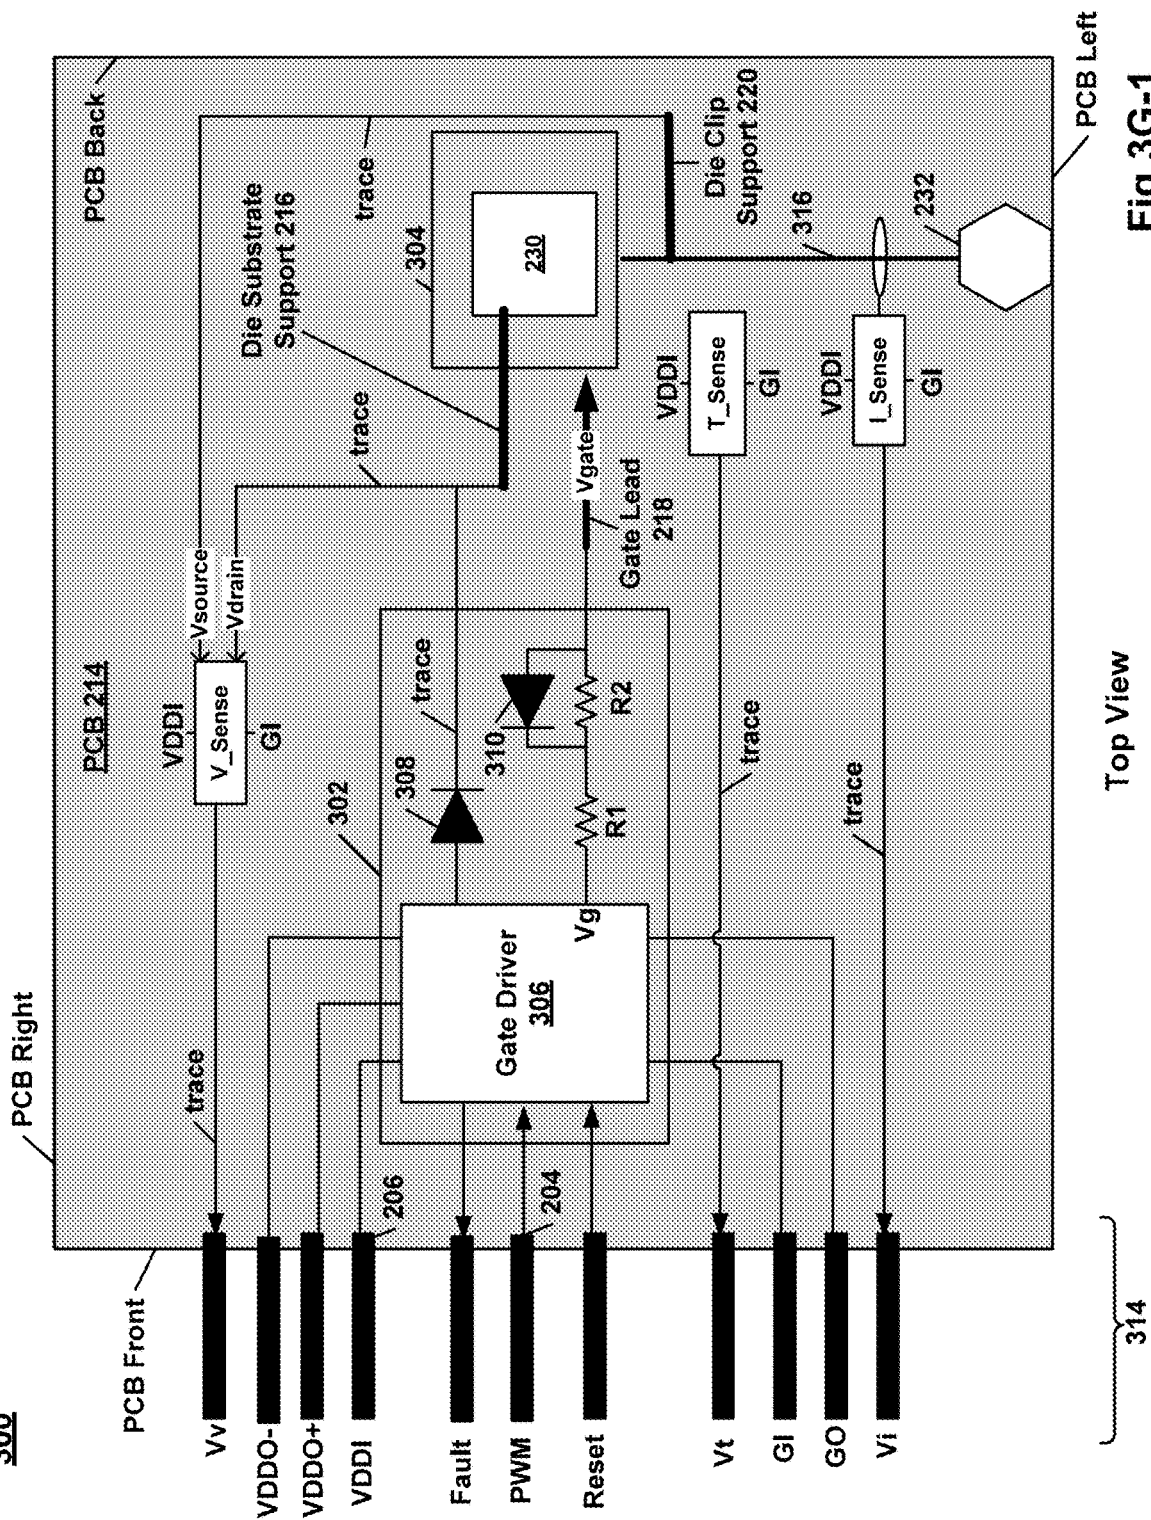 300
PCB Right
PCB Front
PCB Back
PCB Left
PCB 214
Vv
VDDO-
VDDO+
VDDI
Fault
PWM
Reset
Vt
GI
GO
Vi
314
206
204
trace
VDDI
V_Sense
GI
Vsource
Vdrain
trace
trace
Die Substrate
Support 216
304
230
Die Clip
Support 220
302
308
trace
310
R1
R2
Gate Driver
306
Vg
Vgate
Gate Lead
218
VDDI
T_Sense
GI
trace
VDDI
I_Sense
GI
trace
316
232
Top View
Fig. 3G-1